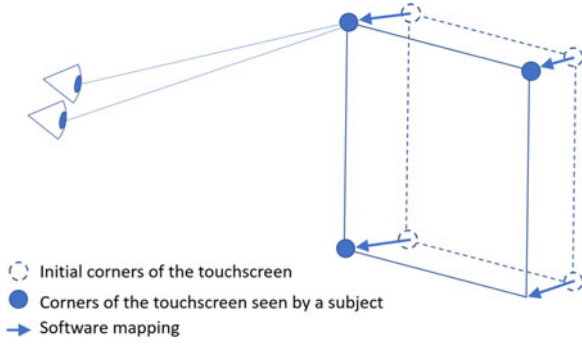 Initial corners of the touchscreen
Corners of the touchscreen seen by a subject
Software mapping